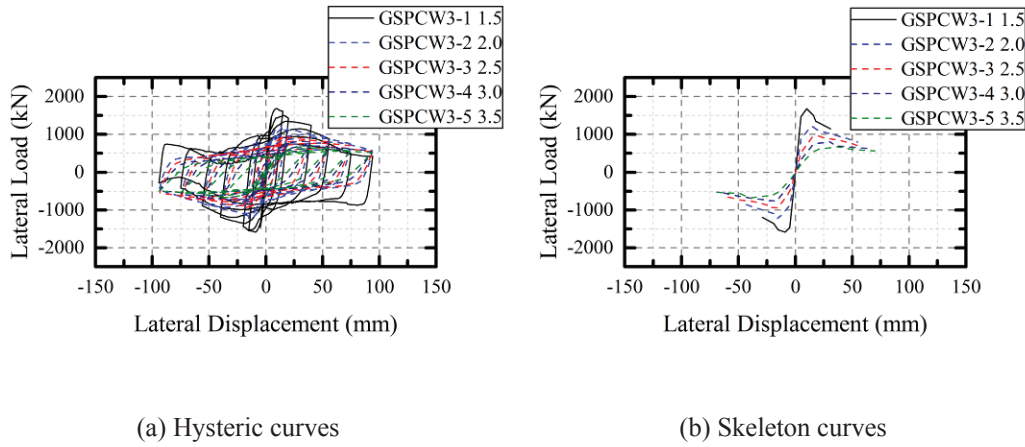 GSPCW3-1 1.5
GSPCW3-2 2.0
GSPCW3-3 2.5
GSPCW3-4 3.0
GSPCW3-5 3.5
Lateral Load (kN)
2000
1000
0
-1000
-2000
-150 -100 -50 0 50 100 150
Lateral Displacement (mm)
(a) Hysteric curves
GSPCW3-1 1.5
GSPCW3-2 2.0
GSPCW3-3 2.5
GSPCW3-4 3.0
GSPCW3-5 3.5
Lateral Load (kN)
2000
1000
0
-1000
-2000
-150 -100 -50 0 50 100 150
Lateral Displacement (mm)
(b) Skeleton curves